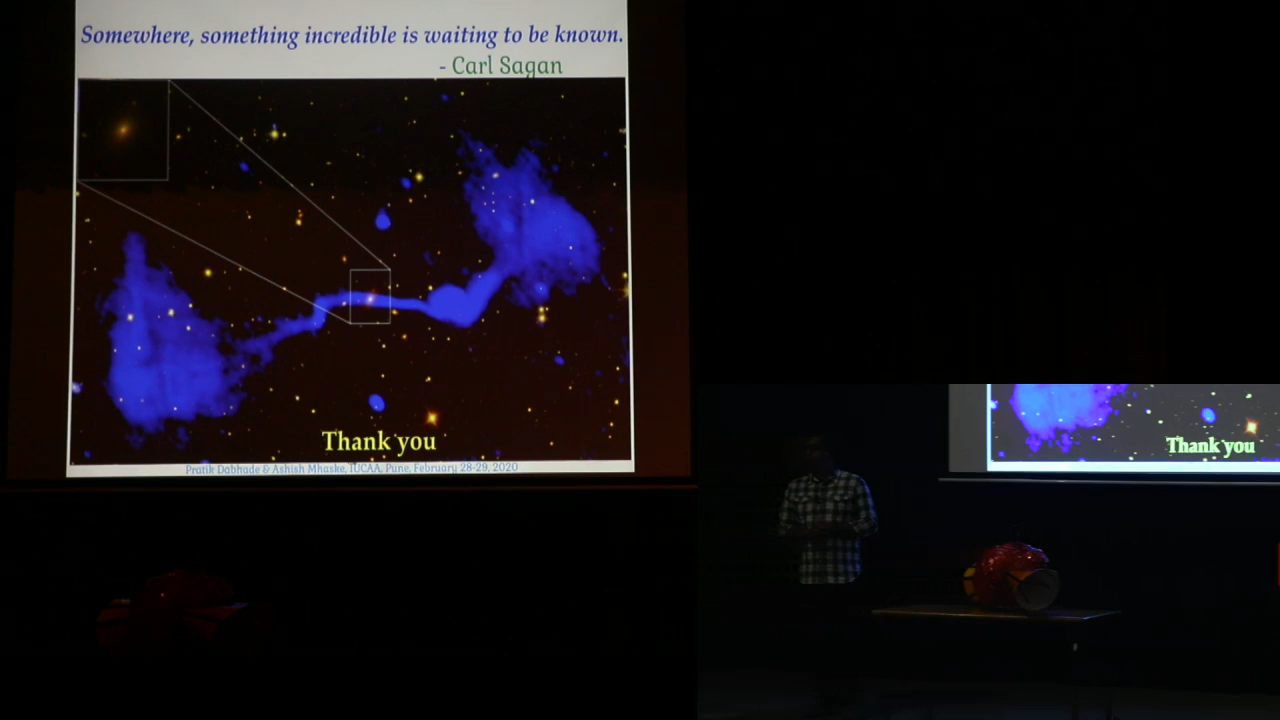 Somewhere, something incredible is waiting to be known.
- Carl Sagan
Thank you
Pratik Dabhade & Ashish Mhaske, IUCAA, Pune, February 28-29, 2020
Thank you